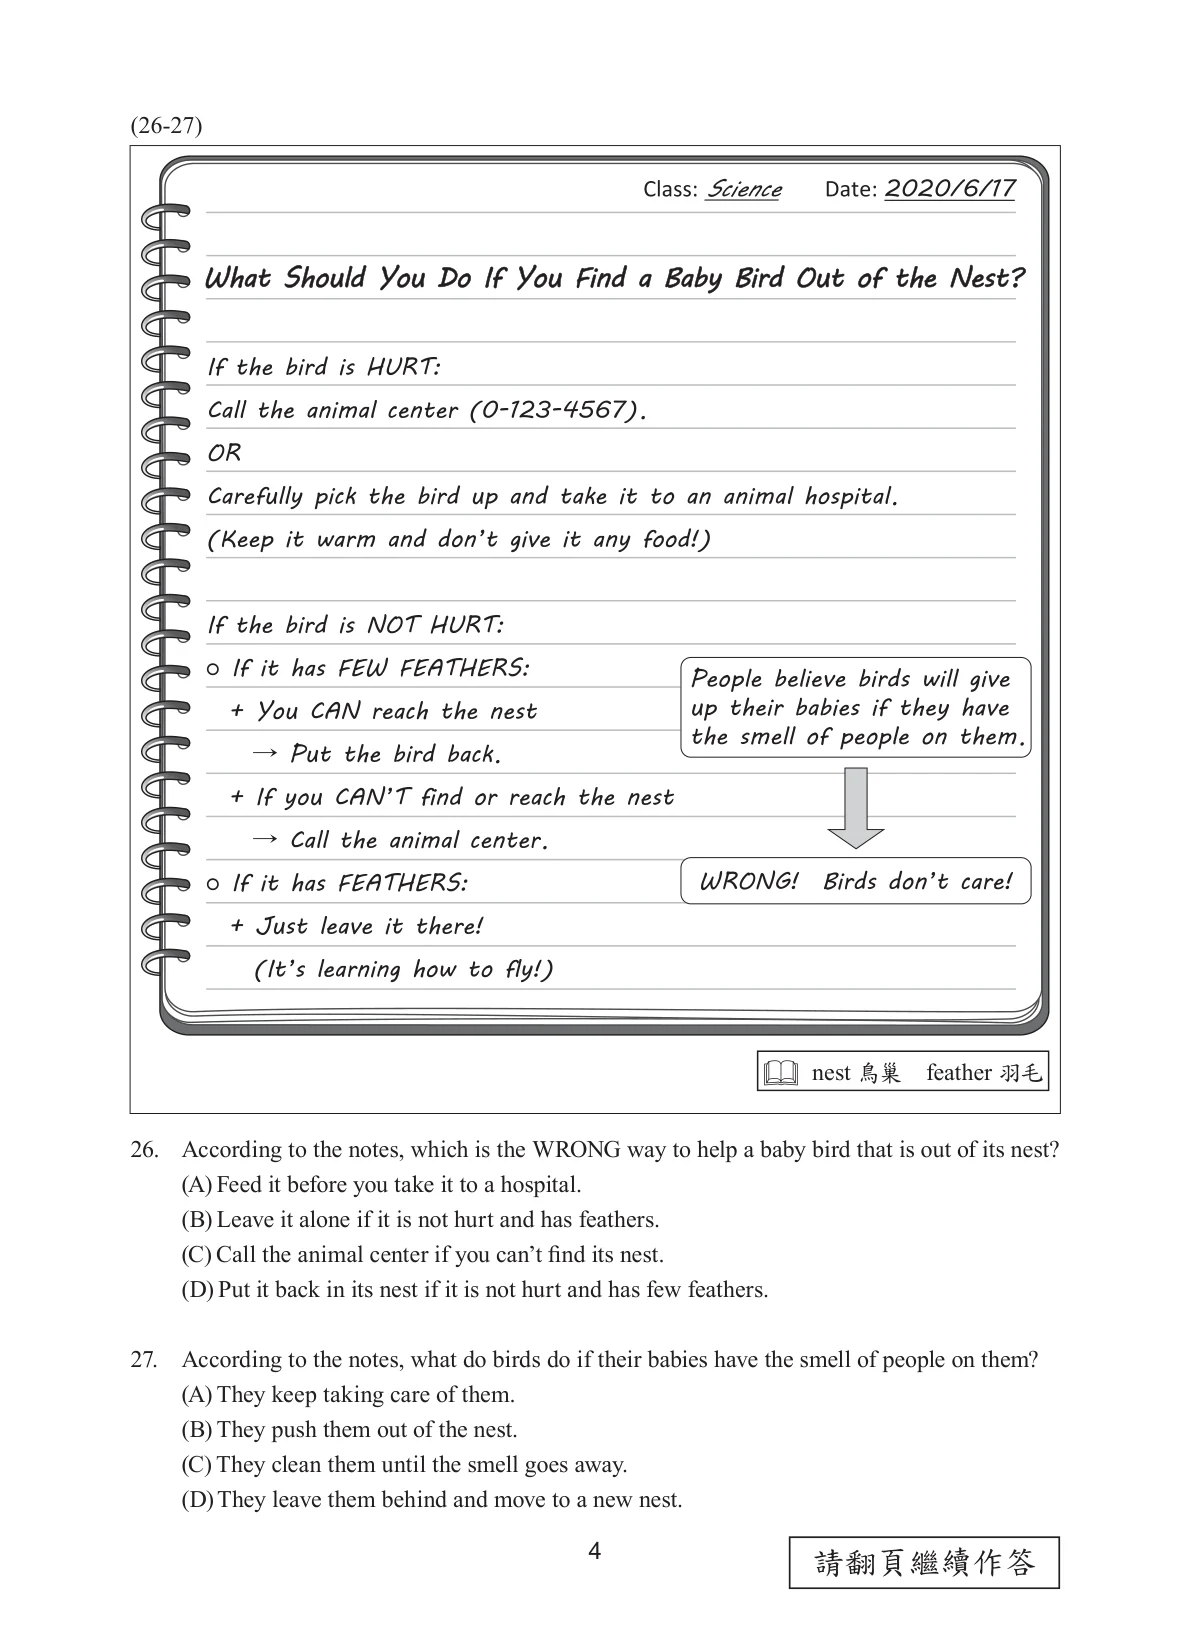 (26-27)
Class: Science Date: 2020/6/17
What Should You Do If You Find a Baby Bird Out of the Nest?
If the bird is HURT:
Call the animal center (0-123-4567).
OR
Carefully pick the bird up and take it to an animal hospital.
(Keep it warm and don't give it any food!)
If the bird is NOT HURT:
○ If it has FEW FEATHERS:
+ You CAN reach the nest
→ Put the bird back.
+ If you CAN'T find or reach the nest
→ Call the animal center.
○ If it has FEATHERS:
+ Just leave it there!
(It's learning how to fly!)
People believe birds will give
up their babies if they have
the smell of people on them.
WRONG! Birds don't care!
nest 鳥巢 feather 羽毛
26. According to the notes, which is the WRONG way to help a baby bird that is out of its nest?
(A) Feed it before you take it to a hospital.
(B) Leave it alone if it is not hurt and has feathers.
(C) Call the animal center if you can't find its nest.
(D) Put it back in its nest if it is not hurt and has few feathers.
27. According to the notes, what do birds do if their babies have the smell of people on them?
(A) They keep taking care of them.
(B) They push them out of the nest.
(C) They clean them until the smell goes away.
(D) They leave them behind and move to a new nest.
4
請翻頁繼續作答